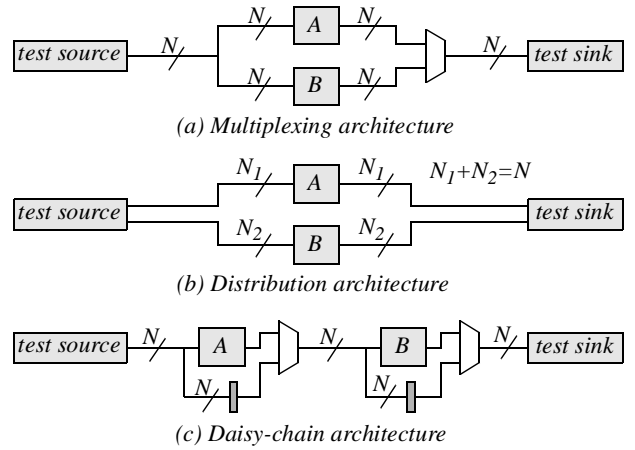 N A N
test source N N test sink
N B N
(a) Multiplexing architecture
N1 A N1 N1+N2=N
test source test sink
N2 B N2
(b) Distribution architecture
test source N A N B N test sink
N N
(c) Daisy-chain architecture